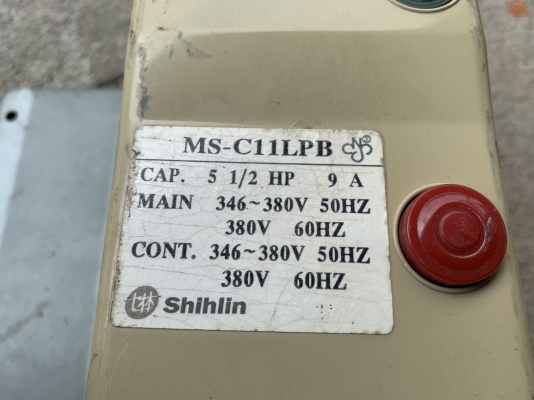 MS-C11LPB
CAP. 5 1/2 HP 9 A
MAIN 346~380V 50HZ
380V 60HZ
CONT. 346~380V 50HZ
380V 60HZ
Shihlin